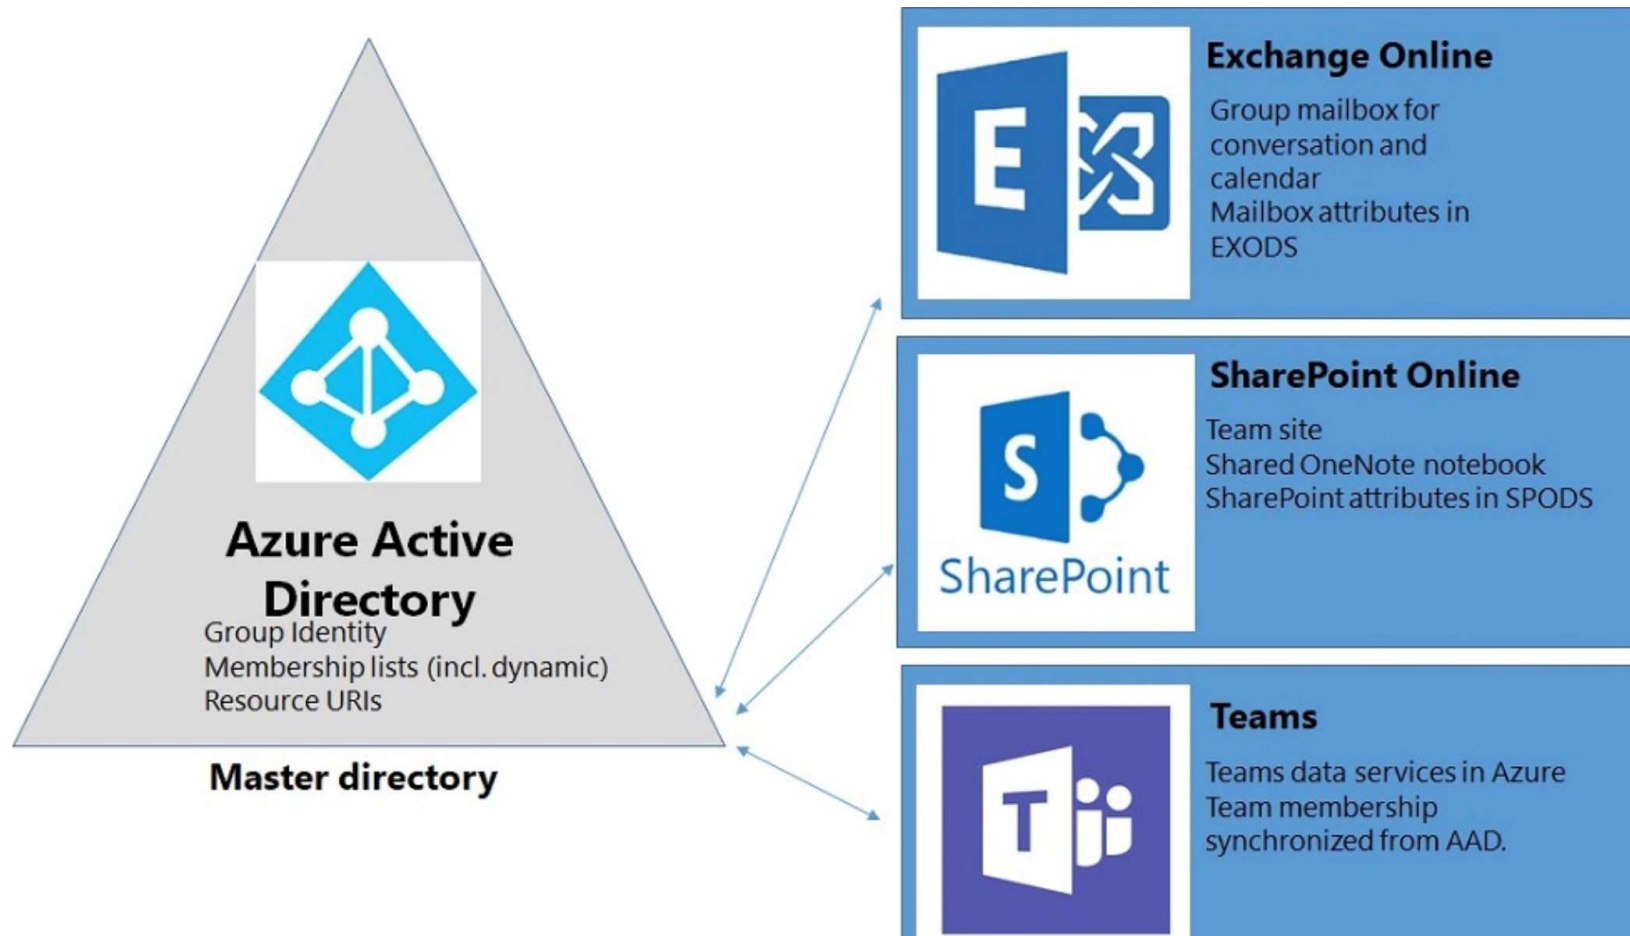 Azure Active
Directory
Group Identity
Membership lists (incl. dynamic)
Resource URIs
Master directory
E
Exchange Online
Group mailbox for
conversation and
calendar
Mailbox attributes in
EXODS
S
SharePoint
SharePoint Online
Team site
Shared OneNote notebook
SharePoint attributes in SPODS
T
Teams
Teams data services in Azure
Team membership
synchronized from AAD.